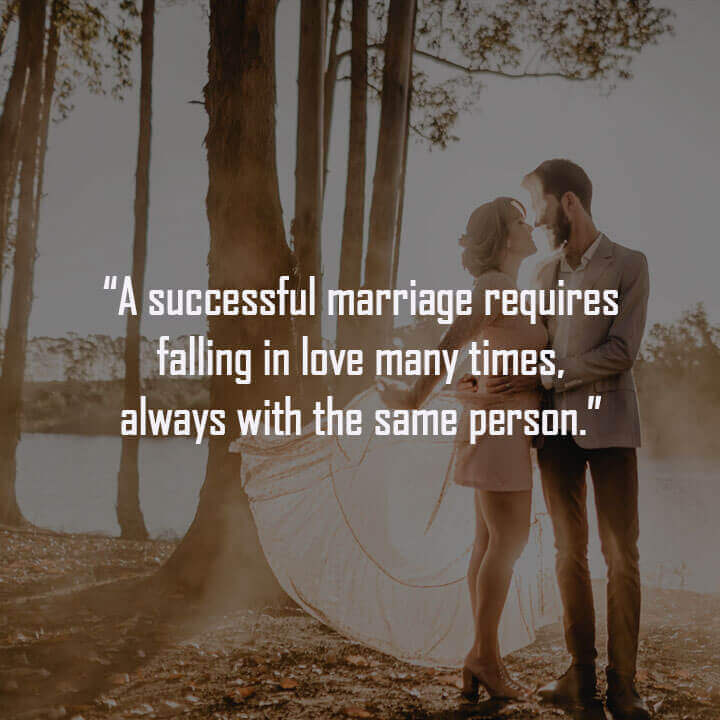 “A successful marriage requires
falling in love many times,
always with the same person.”